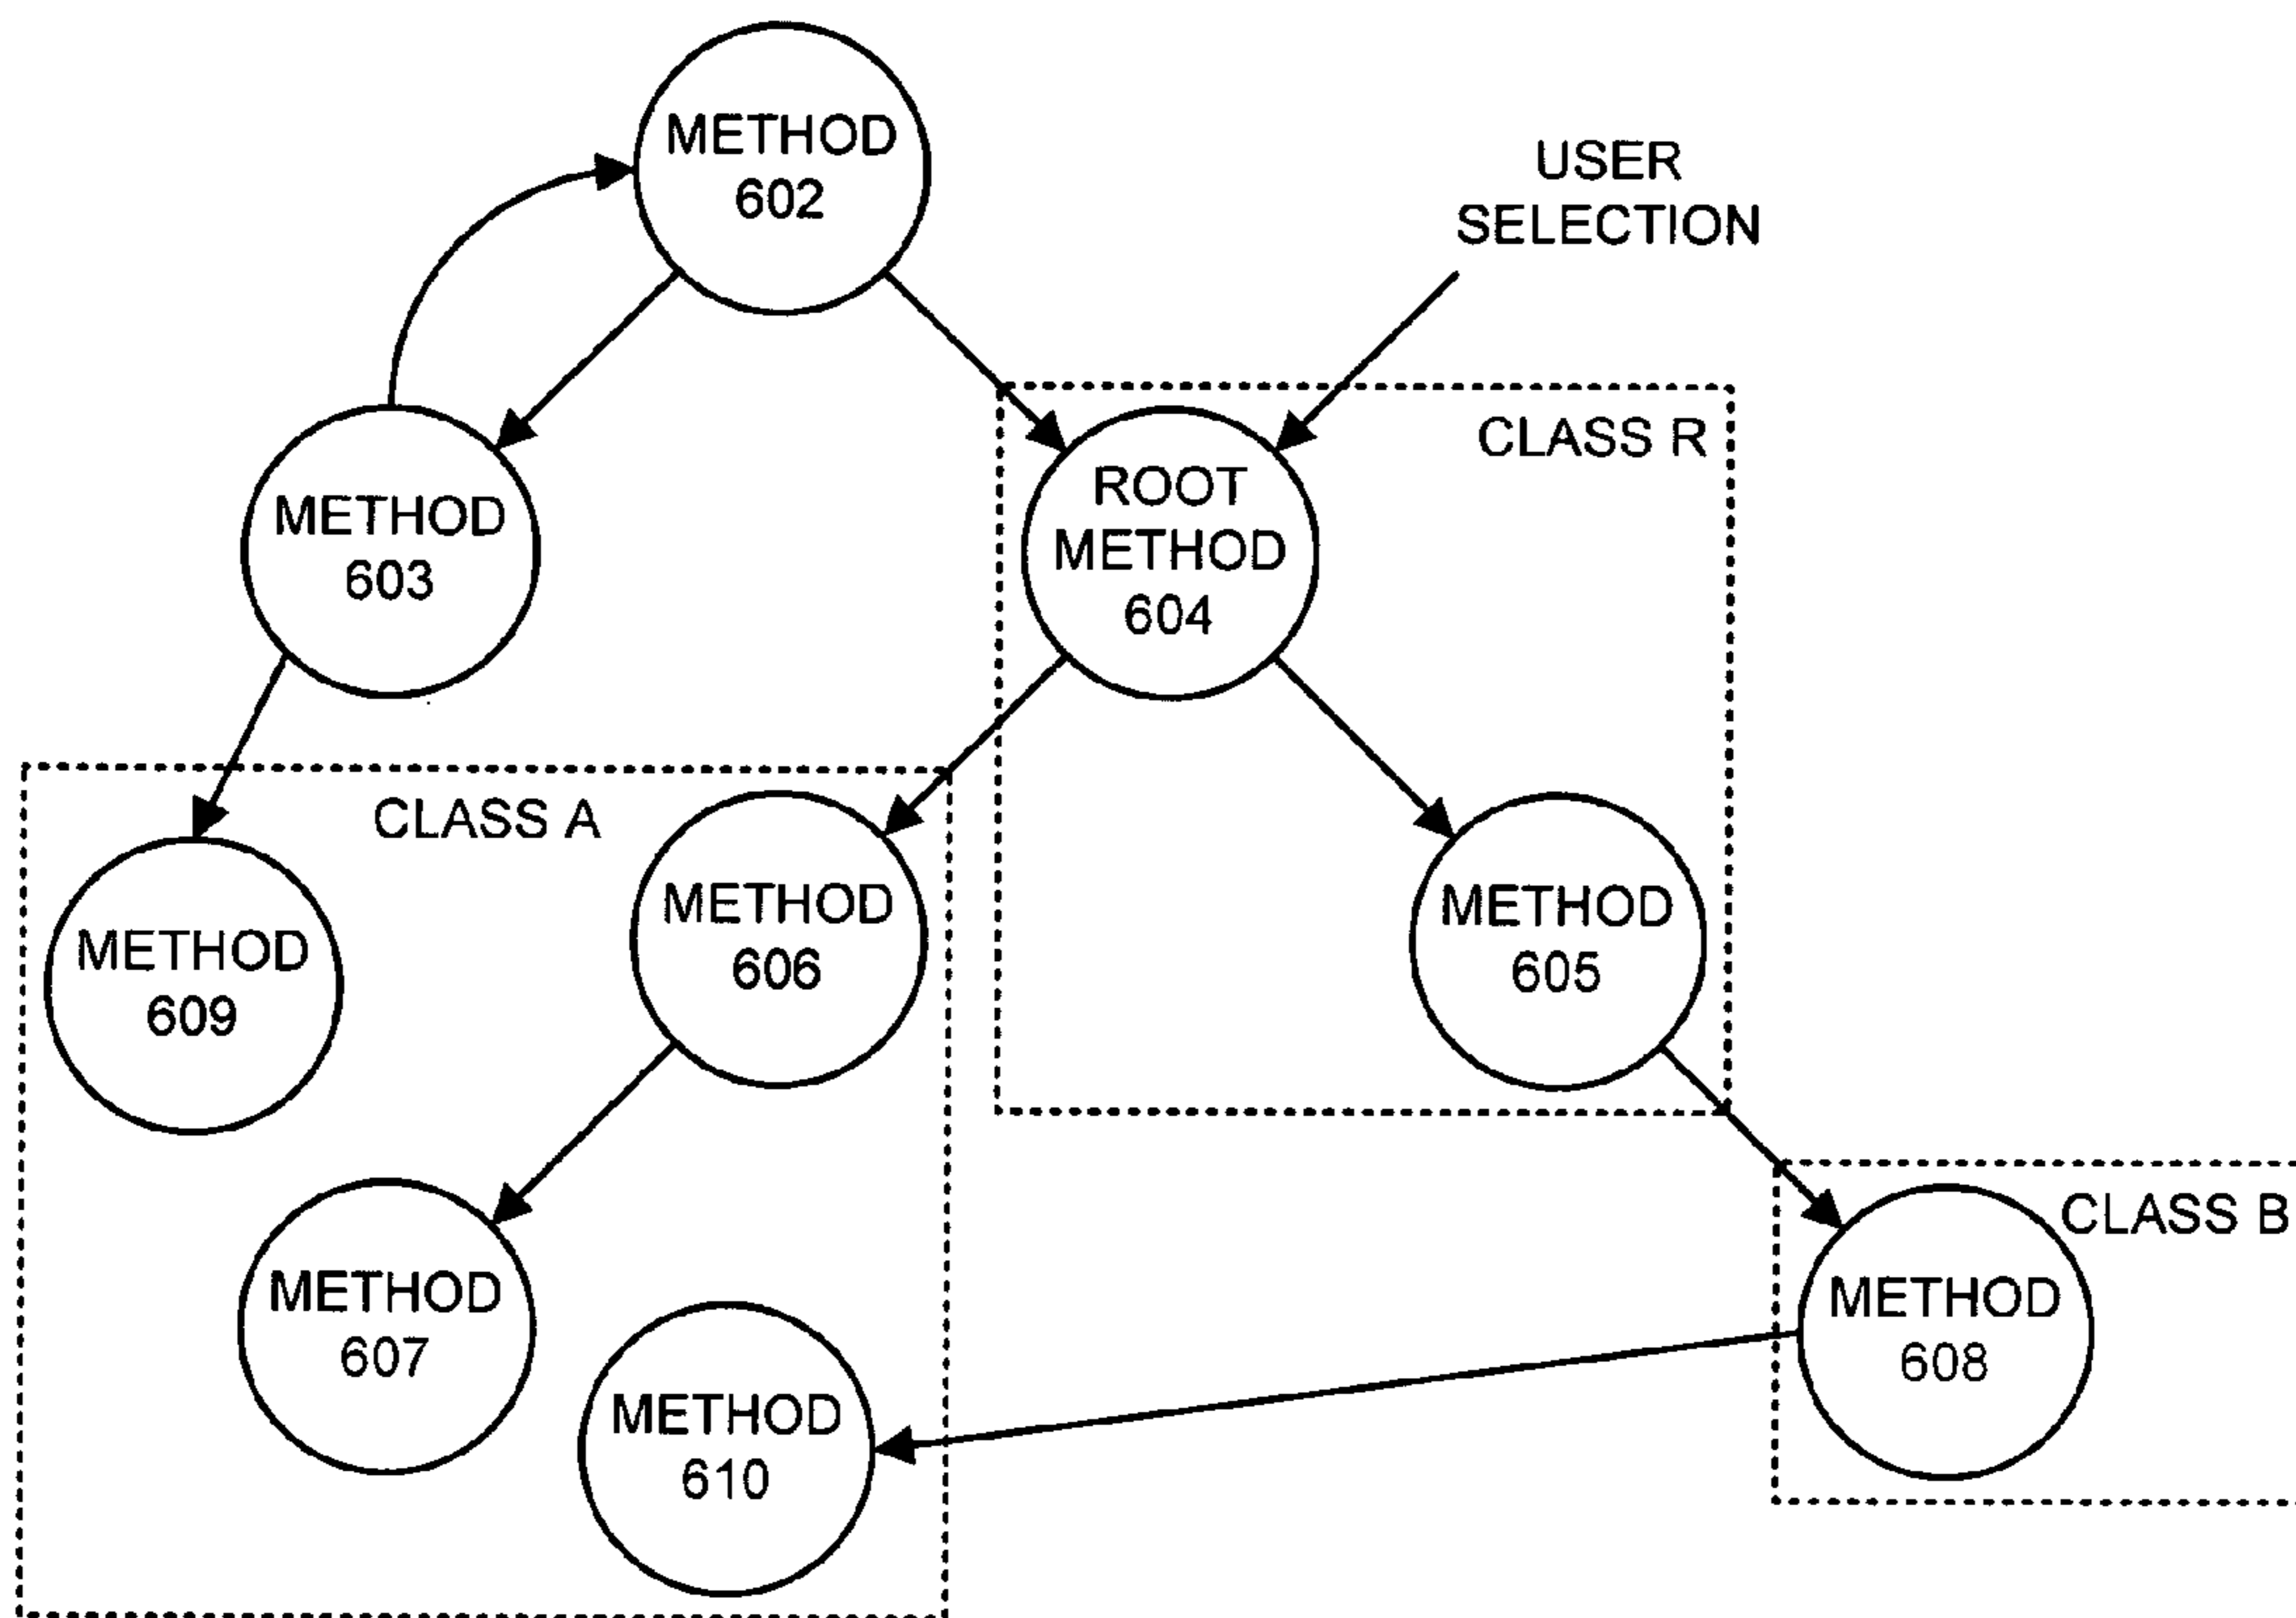 METHOD
602
USER
SELECTION
CLASS R
ROOT
METHOD
604
METHOD
603
CLASS A
METHOD
606
METHOD
605
METHOD
609
CLASS B
METHOD
607
METHOD
608
METHOD
610